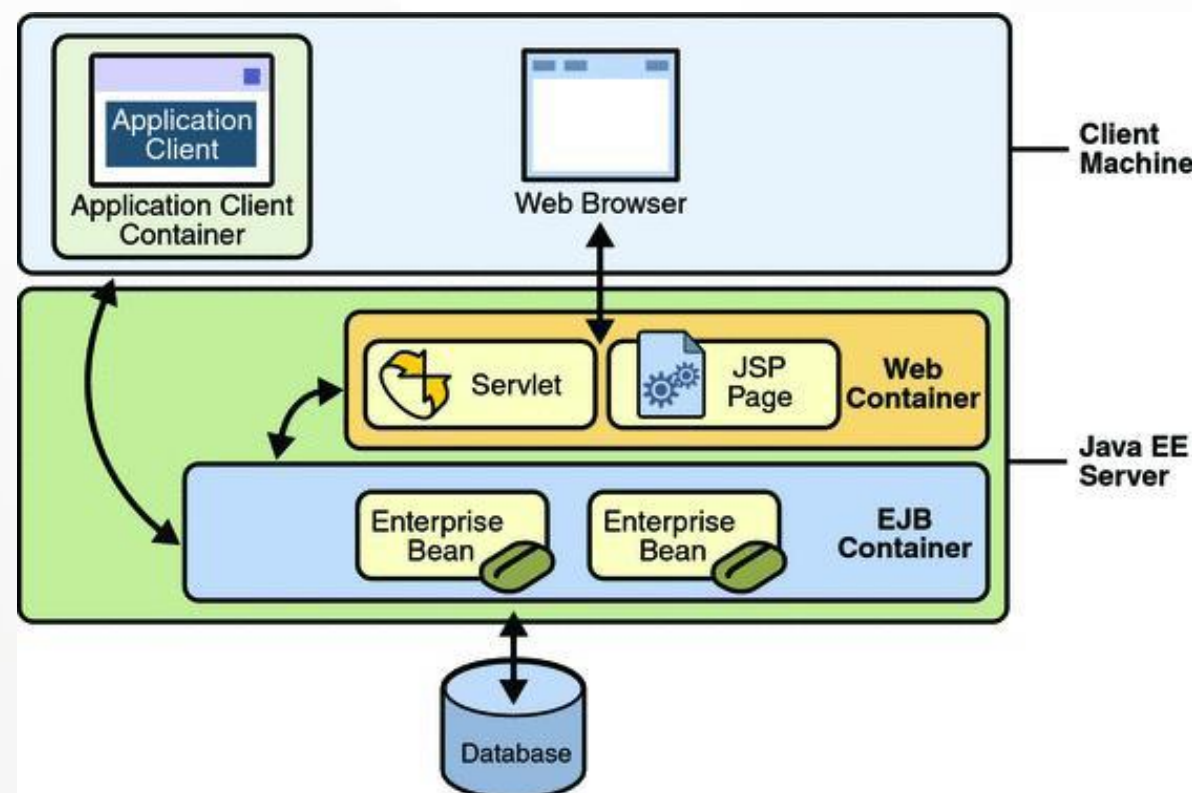 Application
Client
Application Client
Container
Web Browser
Client
Machine
Servlet
JSP
Page
Web
Container
Java EE
Server
Enterprise
Bean
Enterprise
Bean
EJB
Container
Database